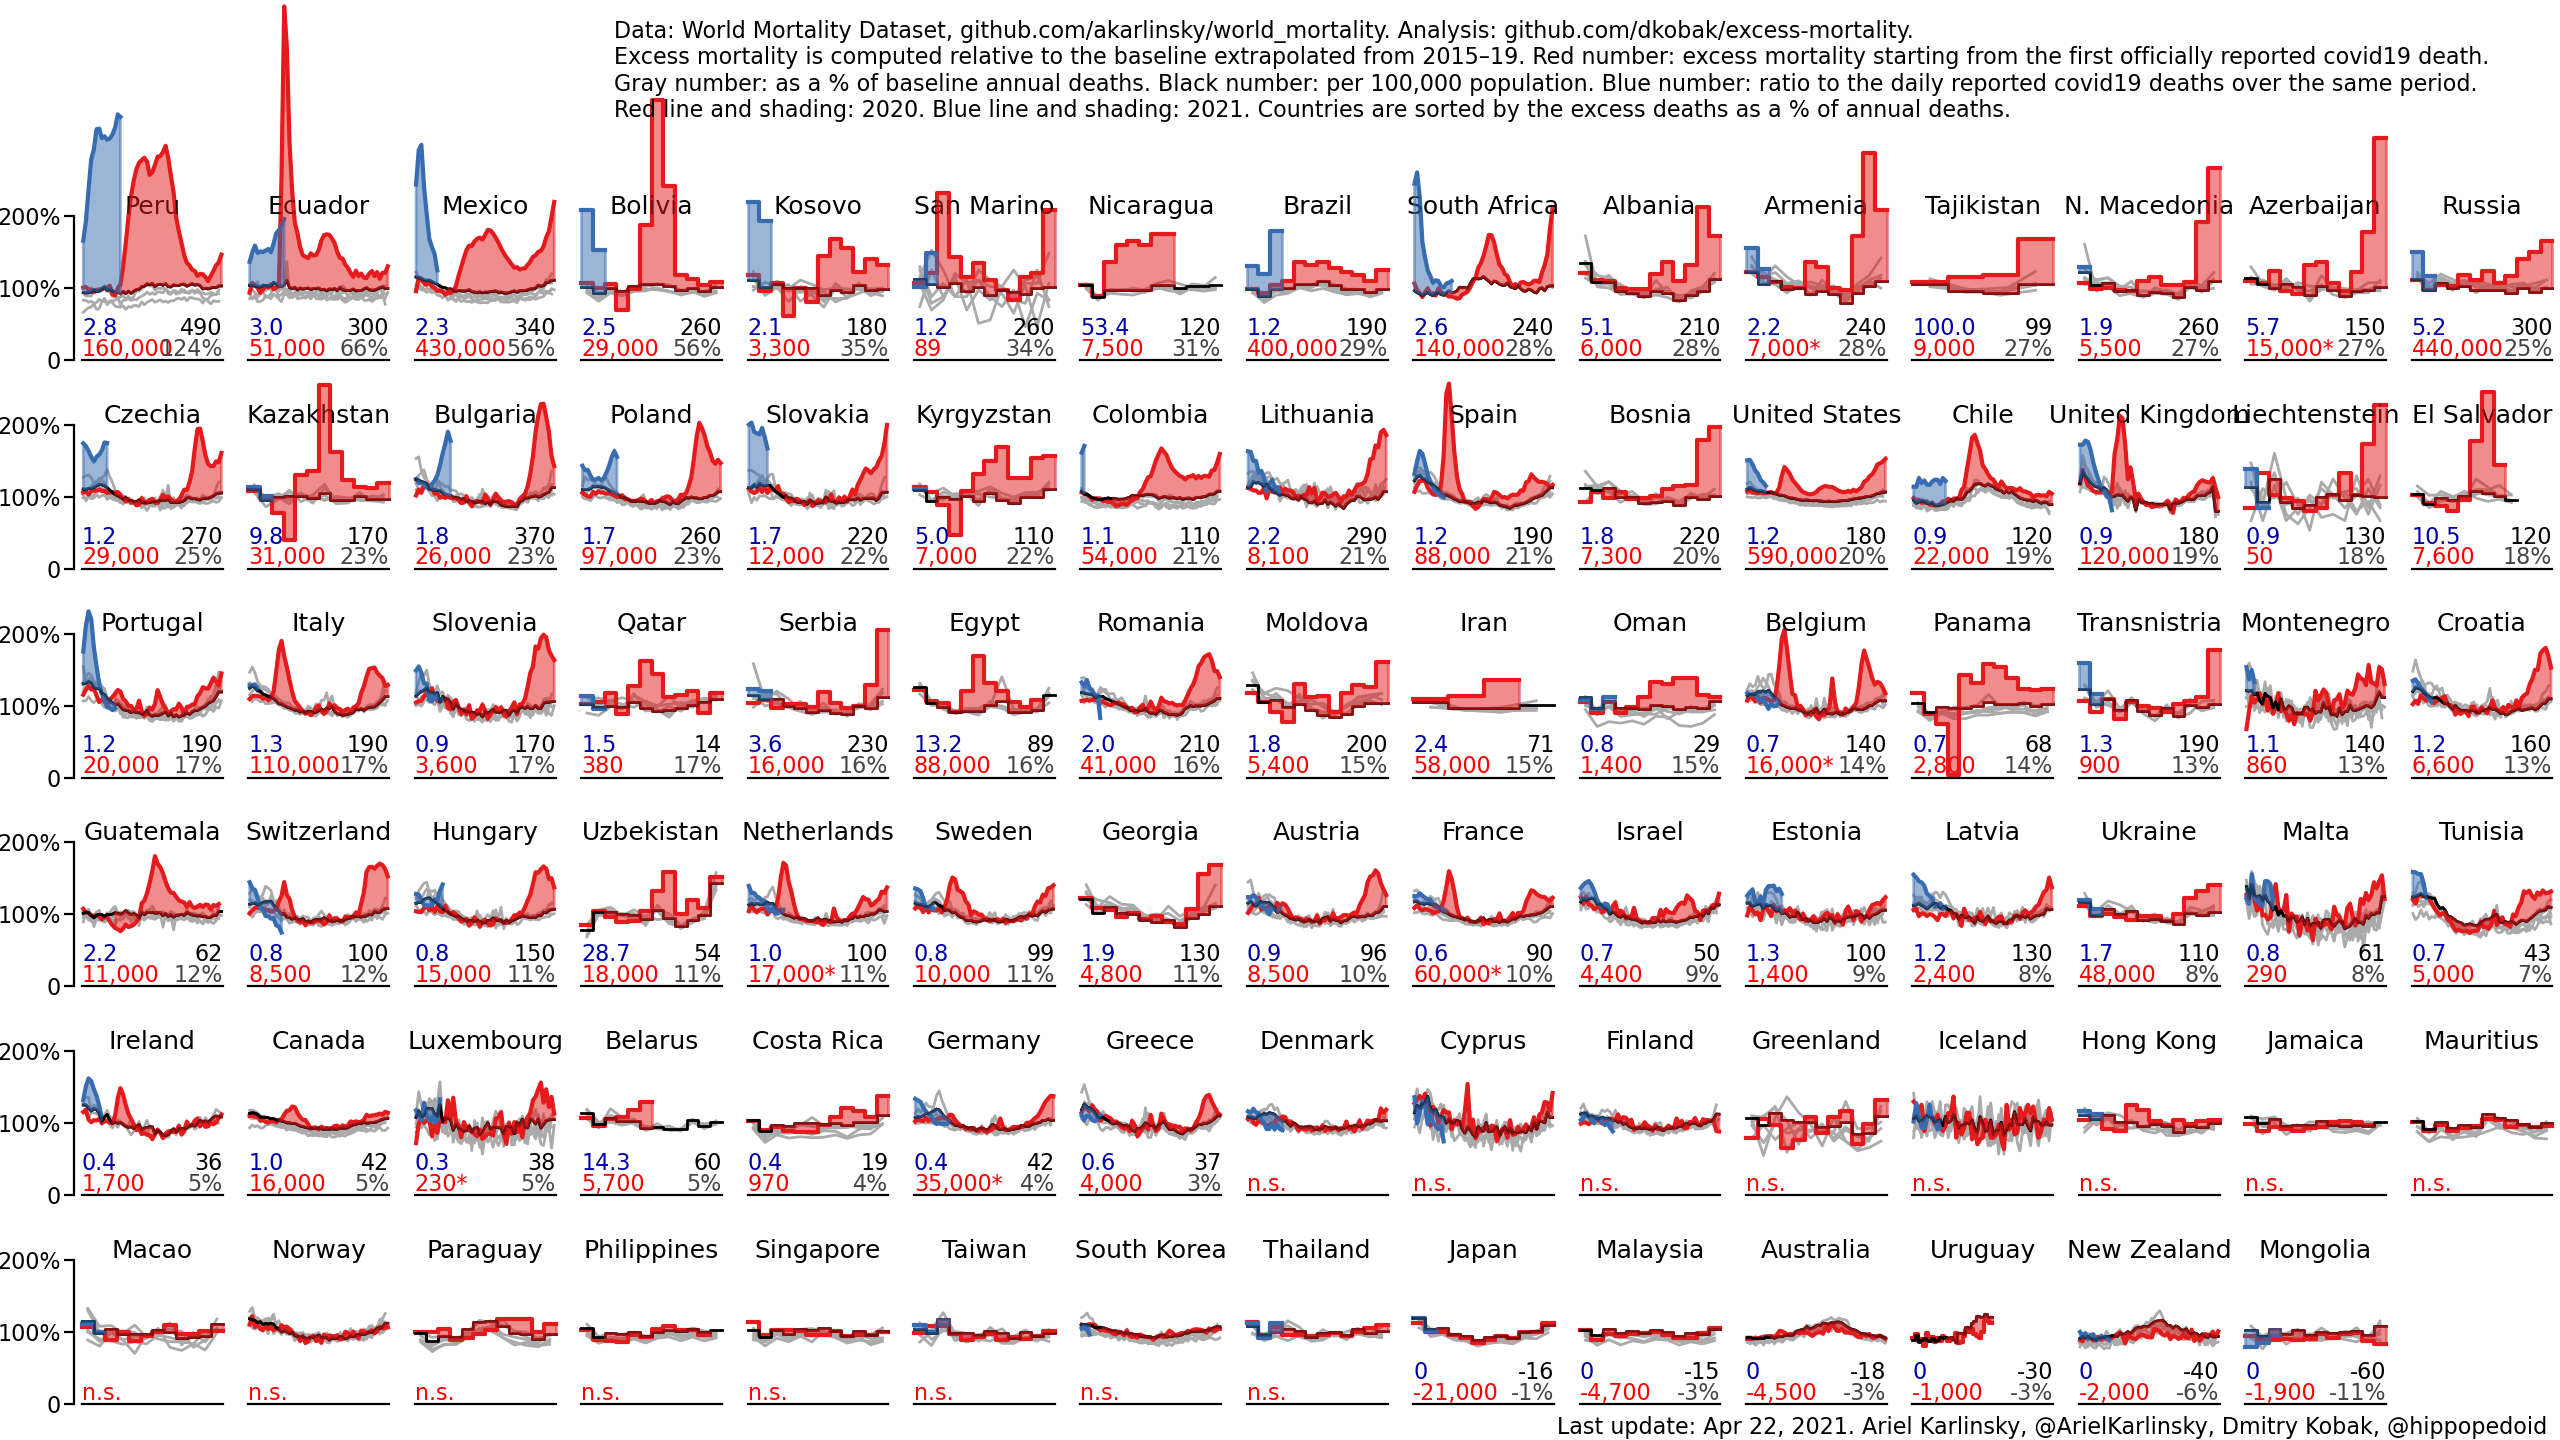 Data: World Mortality Dataset, github.com/akarlinsky/world_mortality. Analysis: github.com/dkobak/excess-mortality.
Excess mortality is computed relative to the baseline extrapolated from 2015–19. Red number: excess mortality starting from the first officially reported covid19 death.
Gray number: as a % of baseline annual deaths. Black number: per 100,000 population. Blue number: ratio to the daily reported covid19 deaths over the same period.
Red line and shading: 2020. Blue line and shading: 2021. Countries are sorted by the excess deaths as a % of annual deaths.
Peru Ecuador Mexico Bolivia Kosovo San Marino Nicaragua Brazil South Africa Albania Armenia Tajikistan N. Macedonia Azerbaijan Russia
200%
100%
2.8 490 3.0 300 2.3 340 2.5 260 2.1 180 1.2 260 53.4 120 1.2 190 2.6 240 5.1 210 2.2 240 100.0 99 1.9 260 5.7 150 5.2 300
0 160,000 124% 51,000 66% 430,000 56% 29,000 56% 3,300 35% 89 34% 7,500 31% 400,000 29% 140,000 28% 6,000 28% 7,000* 28% 9,000 27% 5,500 27% 15,000* 27% 440,000 25%
Czechia Kazakhstan Bulgaria Poland Slovakia Kyrgyzstan Colombia Lithuania Spain Bosnia United States Chile United Kingdom Liechtenstein El Salvador
200%
100%
1.2 270 9.8 170 1.8 370 1.7 260 1.7 220 5.0 110 1.1 110 2.2 290 1.2 190 1.8 220 1.2 180 0.9 120 0.9 180 0.9 130 10.5 120
0 29,000 25% 31,000 23% 26,000 23% 97,000 23% 12,000 22% 7,000 22% 54,000 21% 8,100 21% 88,000 21% 7,300 20% 590,000 20% 22,000 19% 120,000 19% 50 18% 7,600 18%
Portugal Italy Slovenia Qatar Serbia Egypt Romania Moldova Iran Oman Belgium Panama Transnistria Montenegro Croatia
200%
100%
1.2 190 1.3 190 0.9 170 1.5 14 3.6 230 13.2 89 2.0 210 1.8 200 2.4 71 0.8 29 0.7 140 0.7 68 1.3 190 1.1 140 1.2 160
0 20,000 17% 110,000 17% 3,600 17% 380 17% 16,000 16% 88,000 16% 41,000 16% 5,400 15% 58,000 15% 1,400 15% 16,000* 14% 2,800 14% 900 13% 860 13% 6,600 13%
Guatemala Switzerland Hungary Uzbekistan Netherlands Sweden Georgia Austria France Israel Estonia Latvia Ukraine Malta Tunisia
200%
100%
2.2 62 0.8 100 0.8 150 28.7 54 1.0 100 0.8 99 1.9 130 0.9 96 0.6 90 0.7 50 1.3 100 1.2 130 1.7 110 0.8 61 0.7 43
0 11,000 12% 8,500 12% 15,000 11% 18,000 11% 17,000* 11% 10,000 11% 4,800 11% 8,500 10% 60,000* 10% 4,400 9% 1,400 9% 2,400 8% 48,000 8% 290 8% 5,000 7%
Ireland Canada Luxembourg Belarus Costa Rica Germany Greece Denmark Cyprus Finland Greenland Iceland Hong Kong Jamaica Mauritius
200%
100%
0.4 36 1.0 42 0.3 38 14.3 60 0.4 19 0.4 42 0.6 37
0 1,700 5% 16,000 5% 230* 5% 5,700 5% 970 4% 35,000* 4% 4,000 3% n.s. n.s. n.s. n.s. n.s. n.s. n.s. n.s.
Macao Norway Paraguay Philippines Singapore Taiwan South Korea Thailand Japan Malaysia Australia Uruguay New Zealand Mongolia
200%
100%
0 -16 0 -15 0 -18 0 -30 0 -40 0 -60
0 n.s. n.s. n.s. n.s. n.s. n.s. n.s. n.s. -21,000 -1% -4,700 -3% -4,500 -3% -1,000 -3% -2,000 -6% -1,900 -11%
Last update: Apr 22, 2021. Ariel Karlinsky, @ArielKarlinsky, Dmitry Kobak, @hippopedoid